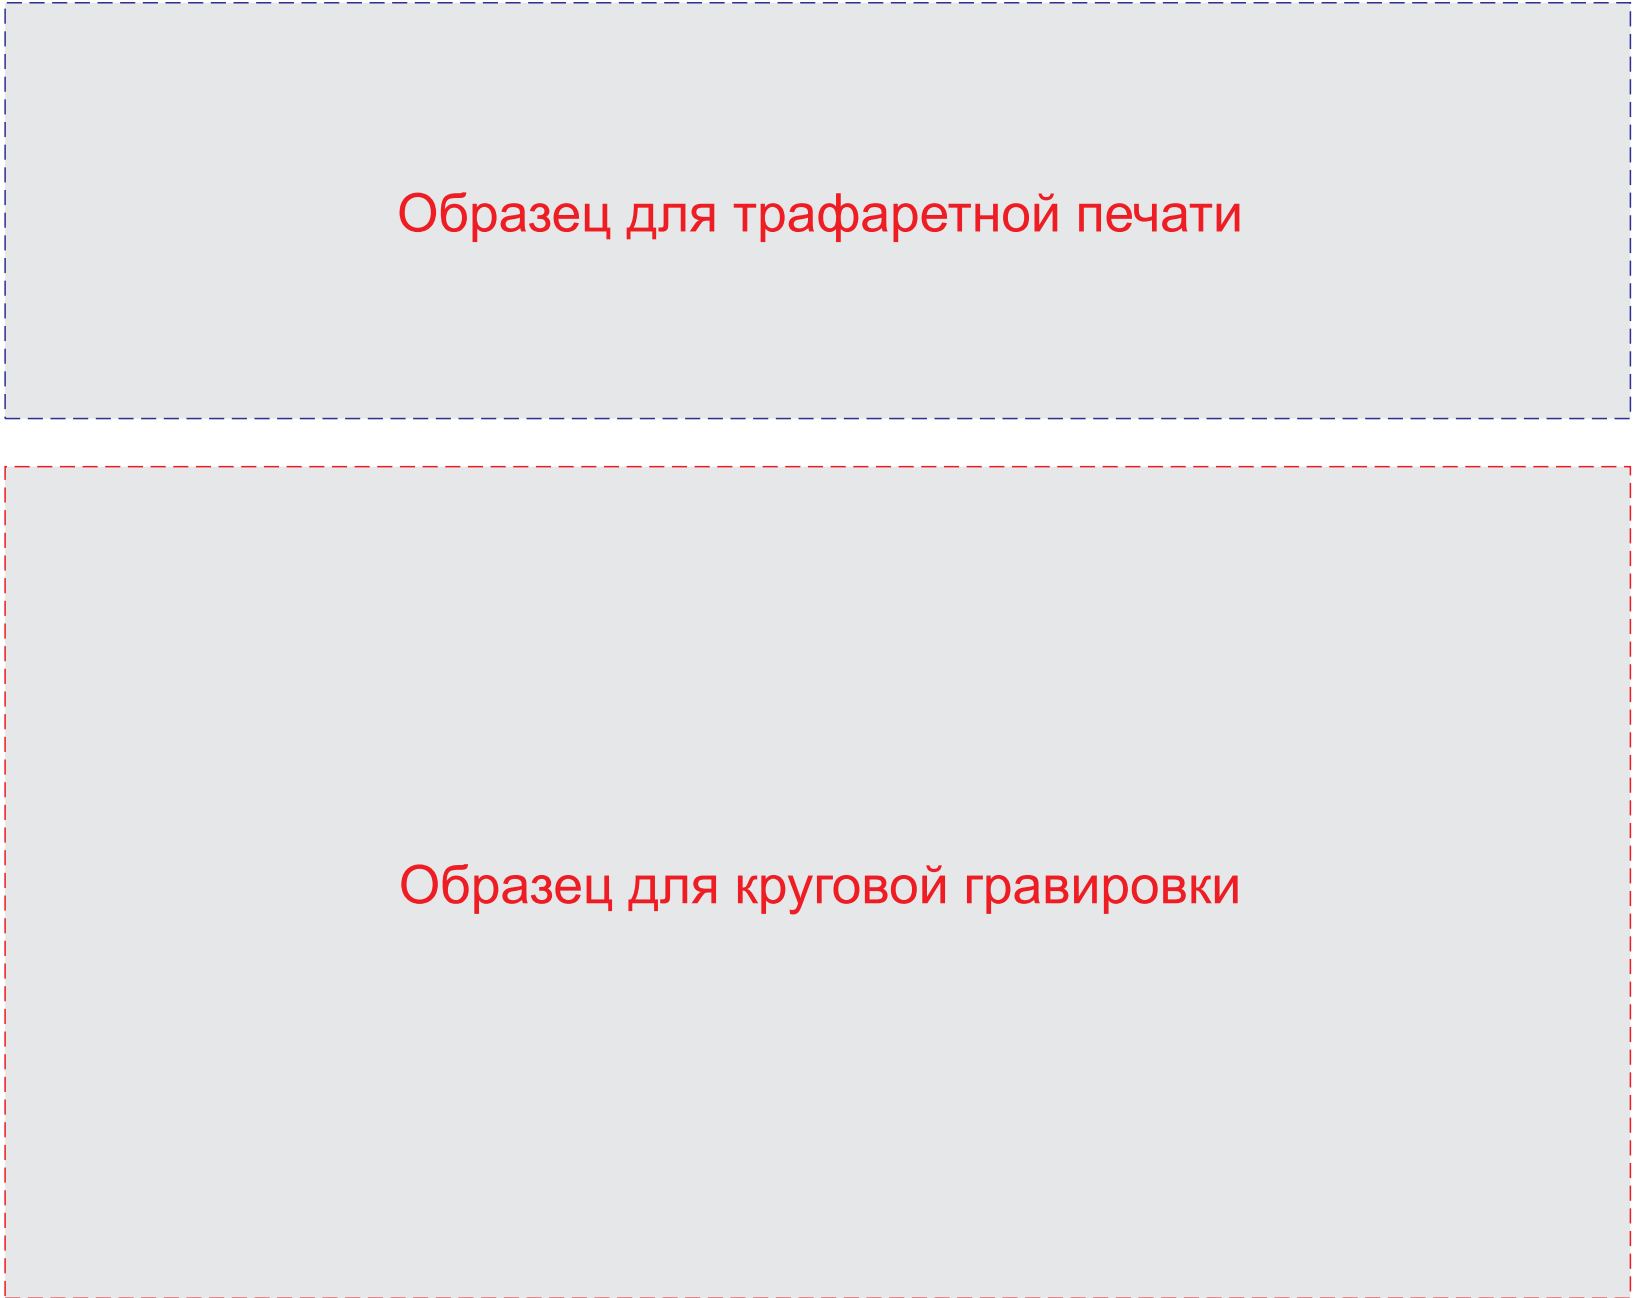 Образец для трафаретной печати
Образец для круговой гравировки